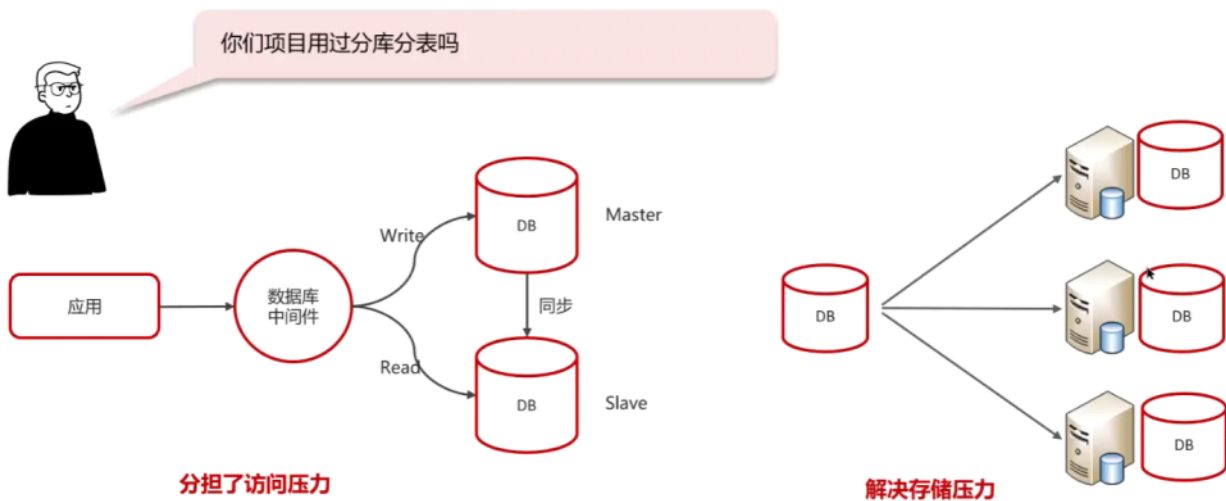 你们项目用过分库分表吗
DB
Master
Write
应用
数据库
中间件
同步
Read
DB
Slave
分担了访问压力
DB
DB
DB
DB
解决存储压力